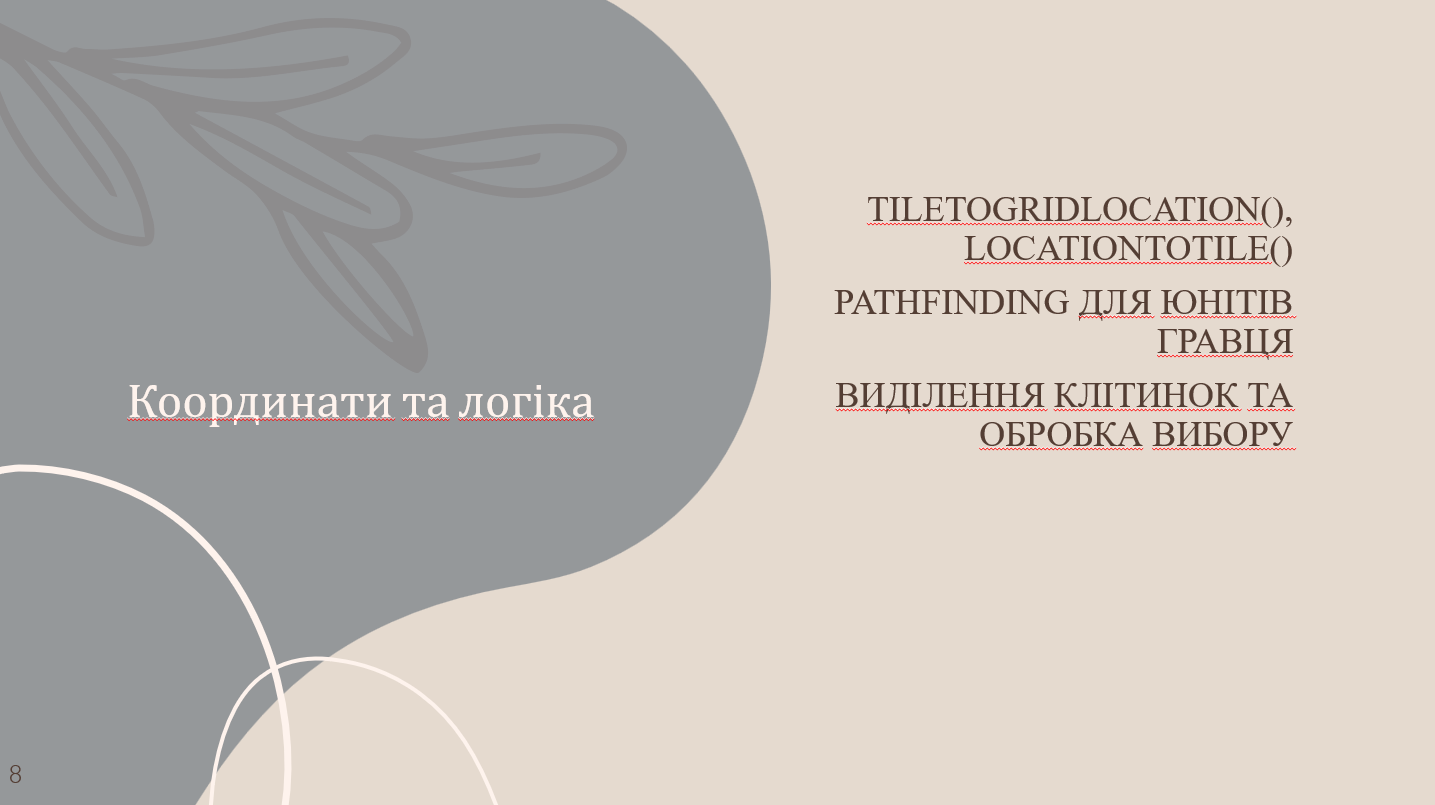 Координати та логіка
TILETOGRIDLOCATION(),
LOCATIONTOTILE()
PATHFINDING ДЛЯ ЮНІТІВ
ГРАВЦЯ
ВИДІЛЕННЯ КЛІТИНОК ТА
ОБРОБКА ВИБОРУ
8